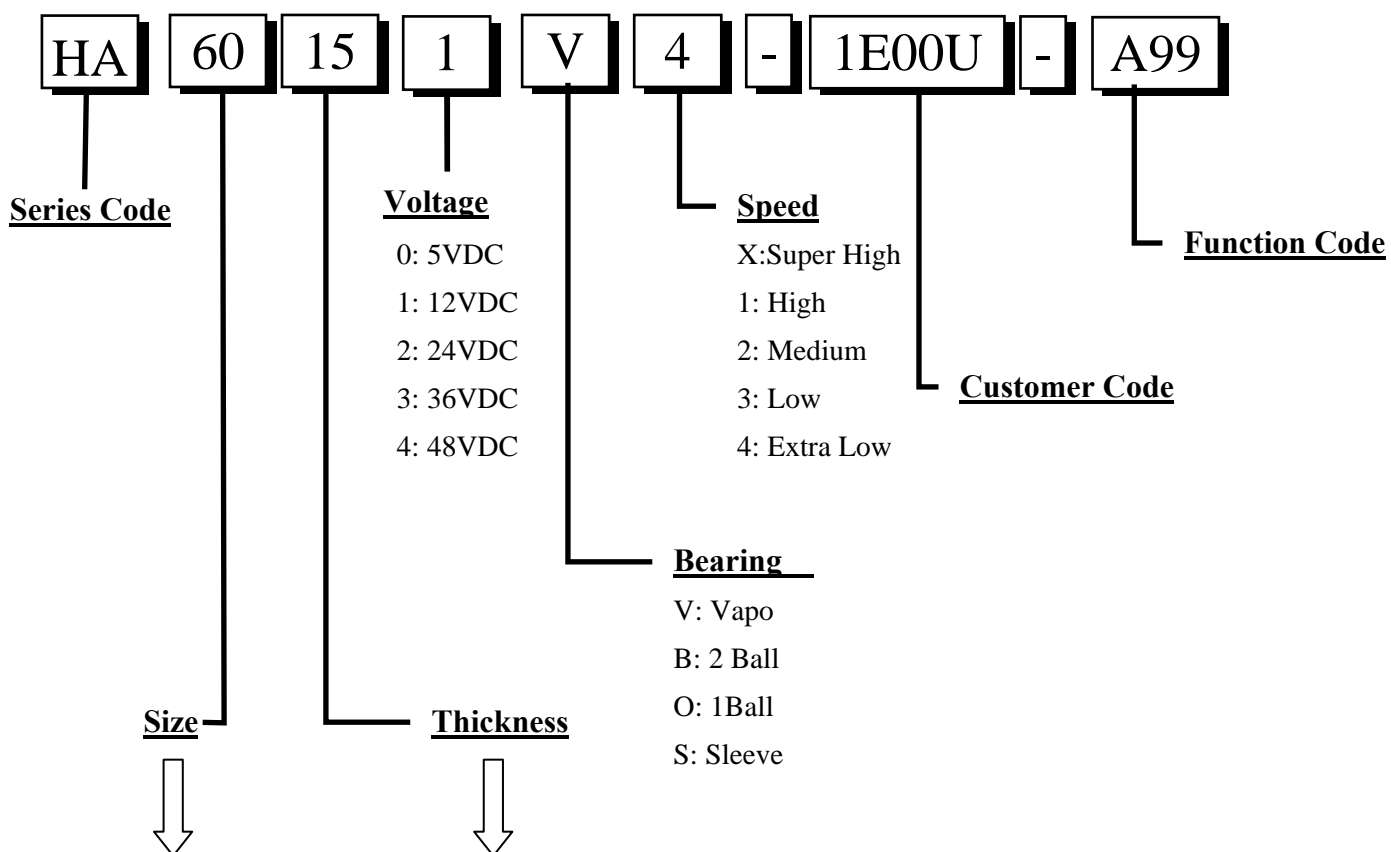 HA 60 15 1 V 4 - 1E00U - A99
Series Code
Voltage
0: 5VDC
1: 12VDC
2: 24VDC
3: 36VDC
4: 48VDC
Speed
X:Super High
1: High
2: Medium
3: Low
4: Extra Low
Function Code
Customer Code
Bearing
V: Vapo
B: 2 Ball
O: 1Ball
S: Sleeve
Size
Thickness